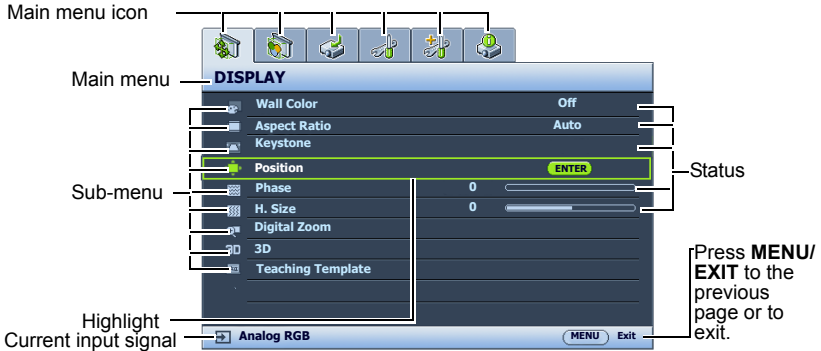 Main menu icon
Main menu
DISPLAY
Wall Color Off
Aspect Ratio Auto
Keystone
Position ENTER
Phase 0
H. Size 0
Digital Zoom
3D 3D
Teaching Template
Sub-menu
Status
Highlight
Current input signal
Analog RGB
MENU Exit
Press MENU/
EXIT to the
previous
page or to
exit.